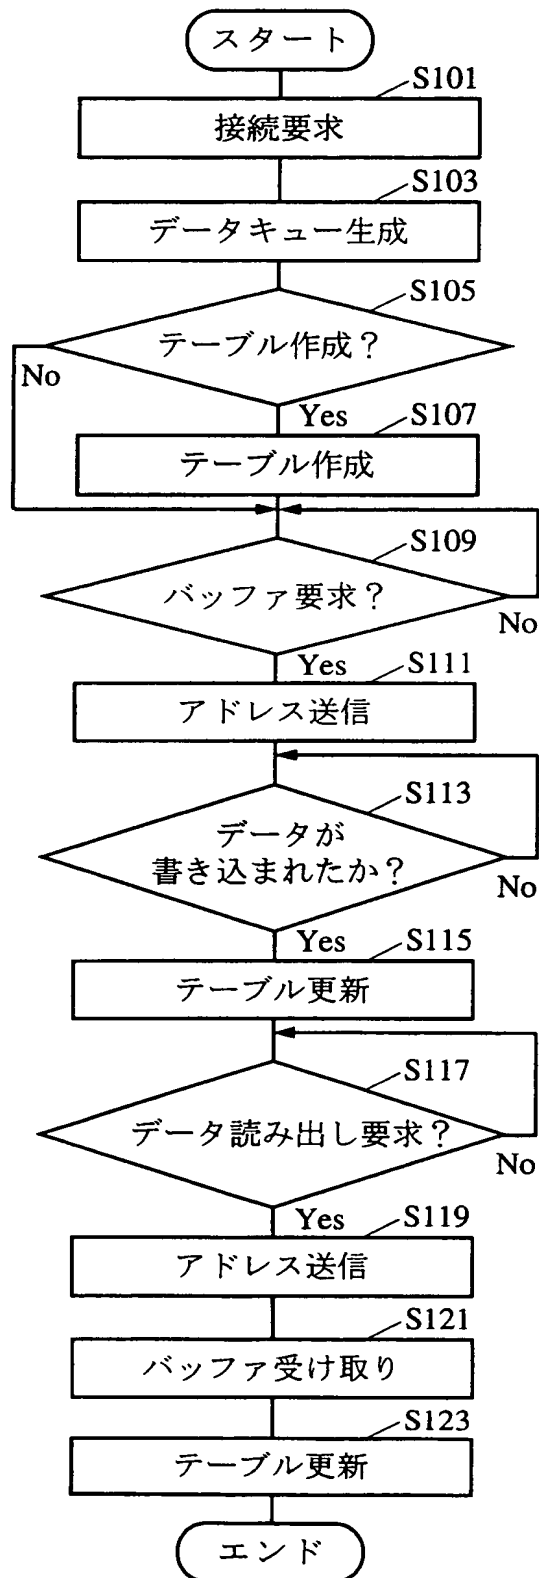 スタート
S101
接続要求
S103
データキュー生成
S105
テーブル作成？
No
Yes
S107
テーブル作成
S109
バッファ要求？
No
Yes
S111
アドレス送信
S113
データが
書き込まれたか？
No
Yes
S115
テーブル更新
S117
データ読み出し要求？
No
Yes
S119
アドレス送信
S121
バッファ受け取り
S123
テーブル更新
エンド